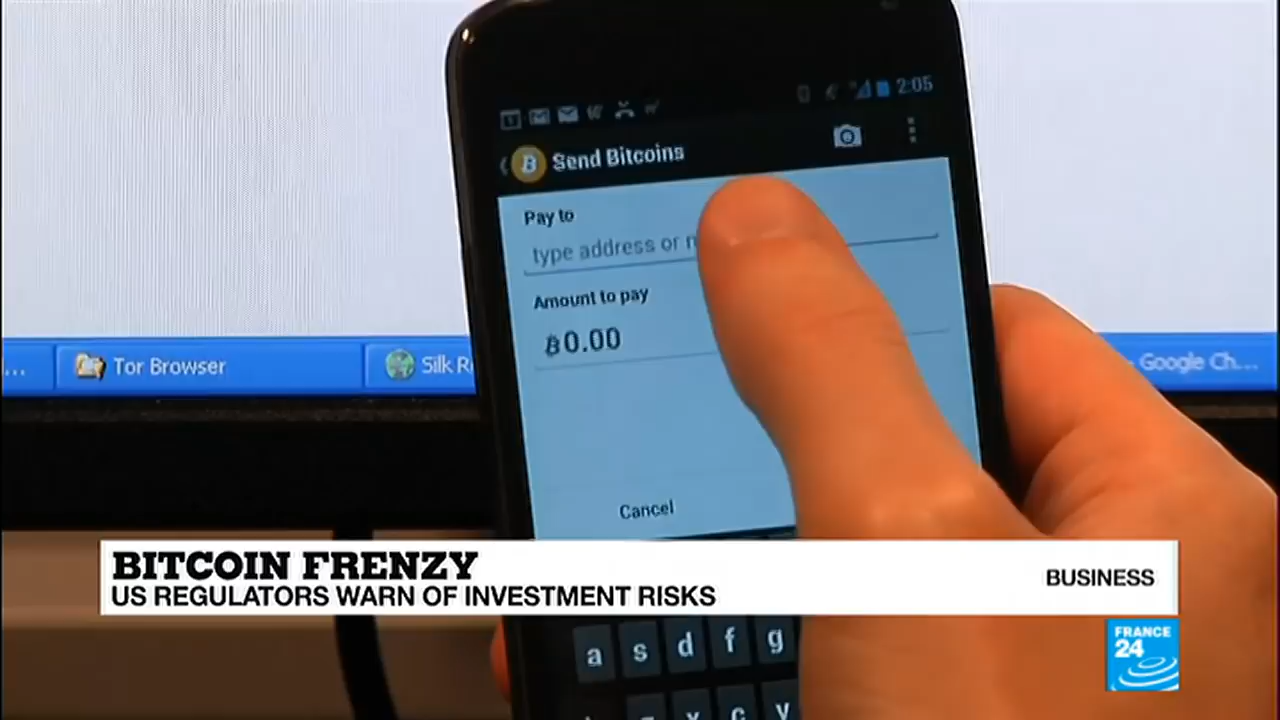 2:05
Send Bitcoins
Pay to
type address or
Amount to pay
฿0.00
... Tor Browser Silk Google Ch...
Cancel
BITCOIN FRENZY
US REGULATORS WARN OF INVESTMENT RISKS
BUSINESS
FRANCE
24
a s d f g
x c v